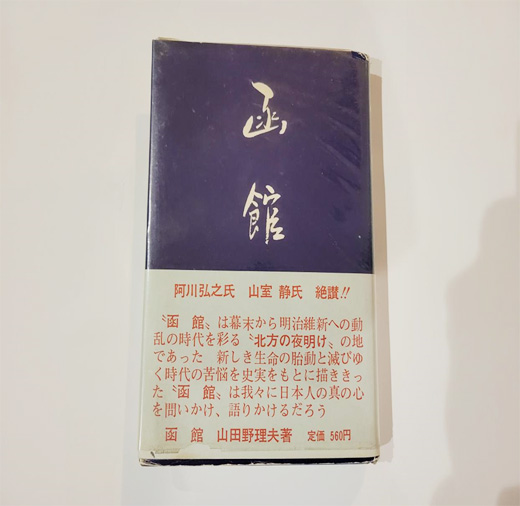 函館
阿川弘之氏 山室 静氏 絶讃!!
〝函 館〟は幕末から明治維新への動
乱の時代を彩る〝北方の夜明け〟の地
であった 新しき生命の胎動と滅びゆ
く時代の苦悩を史実をもとに描ききっ
た〝函 館〟は我々に日本人の真の心
を問いかけ、語りかけるだろう
函 館 山田野理夫著 定価 560円